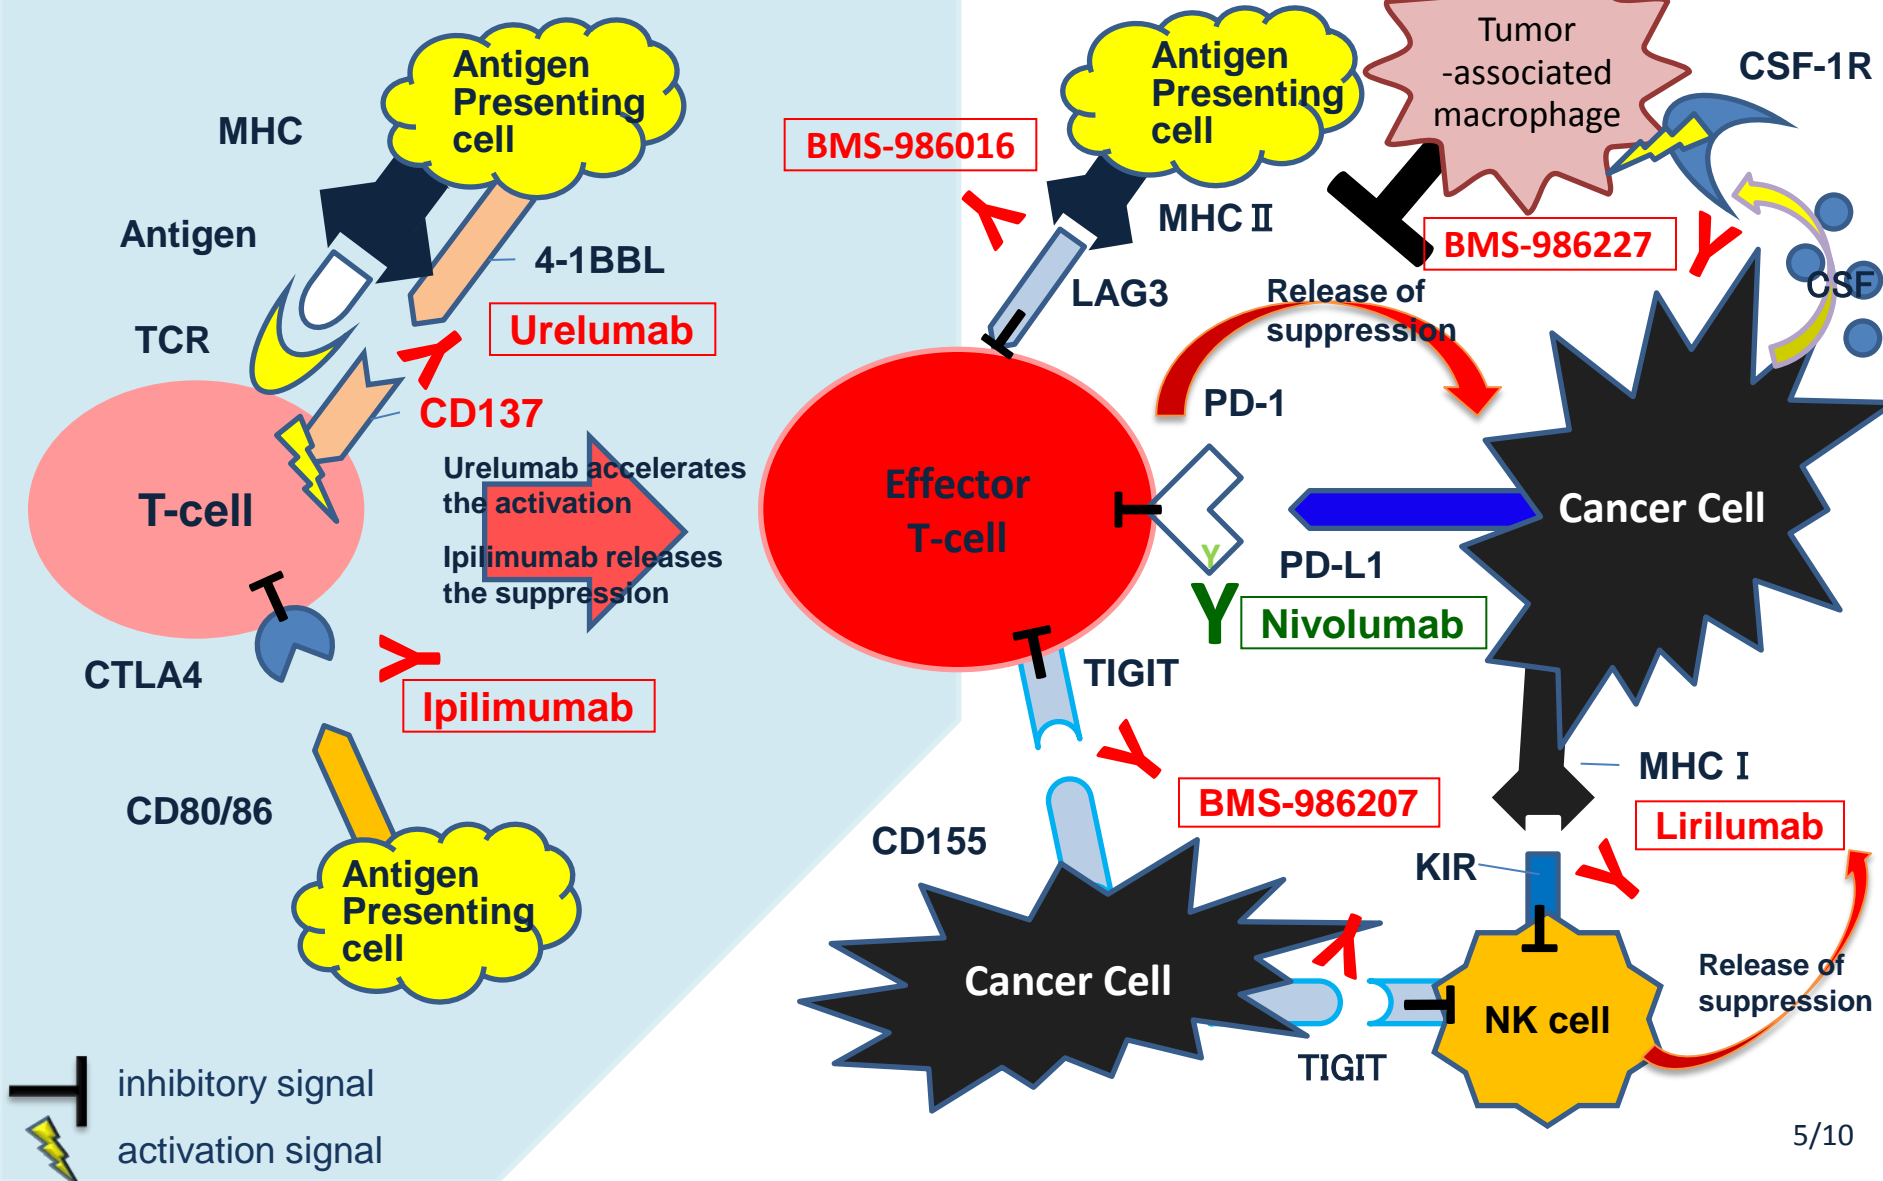 Antigen
Presenting
cell
MHC
Antigen
4-1BBL
TCR
Urelumab
CD137
T-cell
Urelumab accelerates
the activation
Ipilimumab releases
the suppression
CTLA4
Ipilimumab
CD80/86
Antigen
Presenting
cell
inhibitory signal
activation signal
Antigen
Presenting
cell
BMS-986016
MHCⅡ
LAG3
Tumor
-associated
macrophage
CSF-1R
BMS-986227
CSF
Release of
suppression
PD-1
Effector
T-cell
Cancer Cell
PD-L1
Y
Nivolumab
TIGIT
BMS-986207
CD155
MHCⅠ
Lirilumab
KIR
Cancer Cell
NK cell
Release of
suppression
TIGIT
5/10